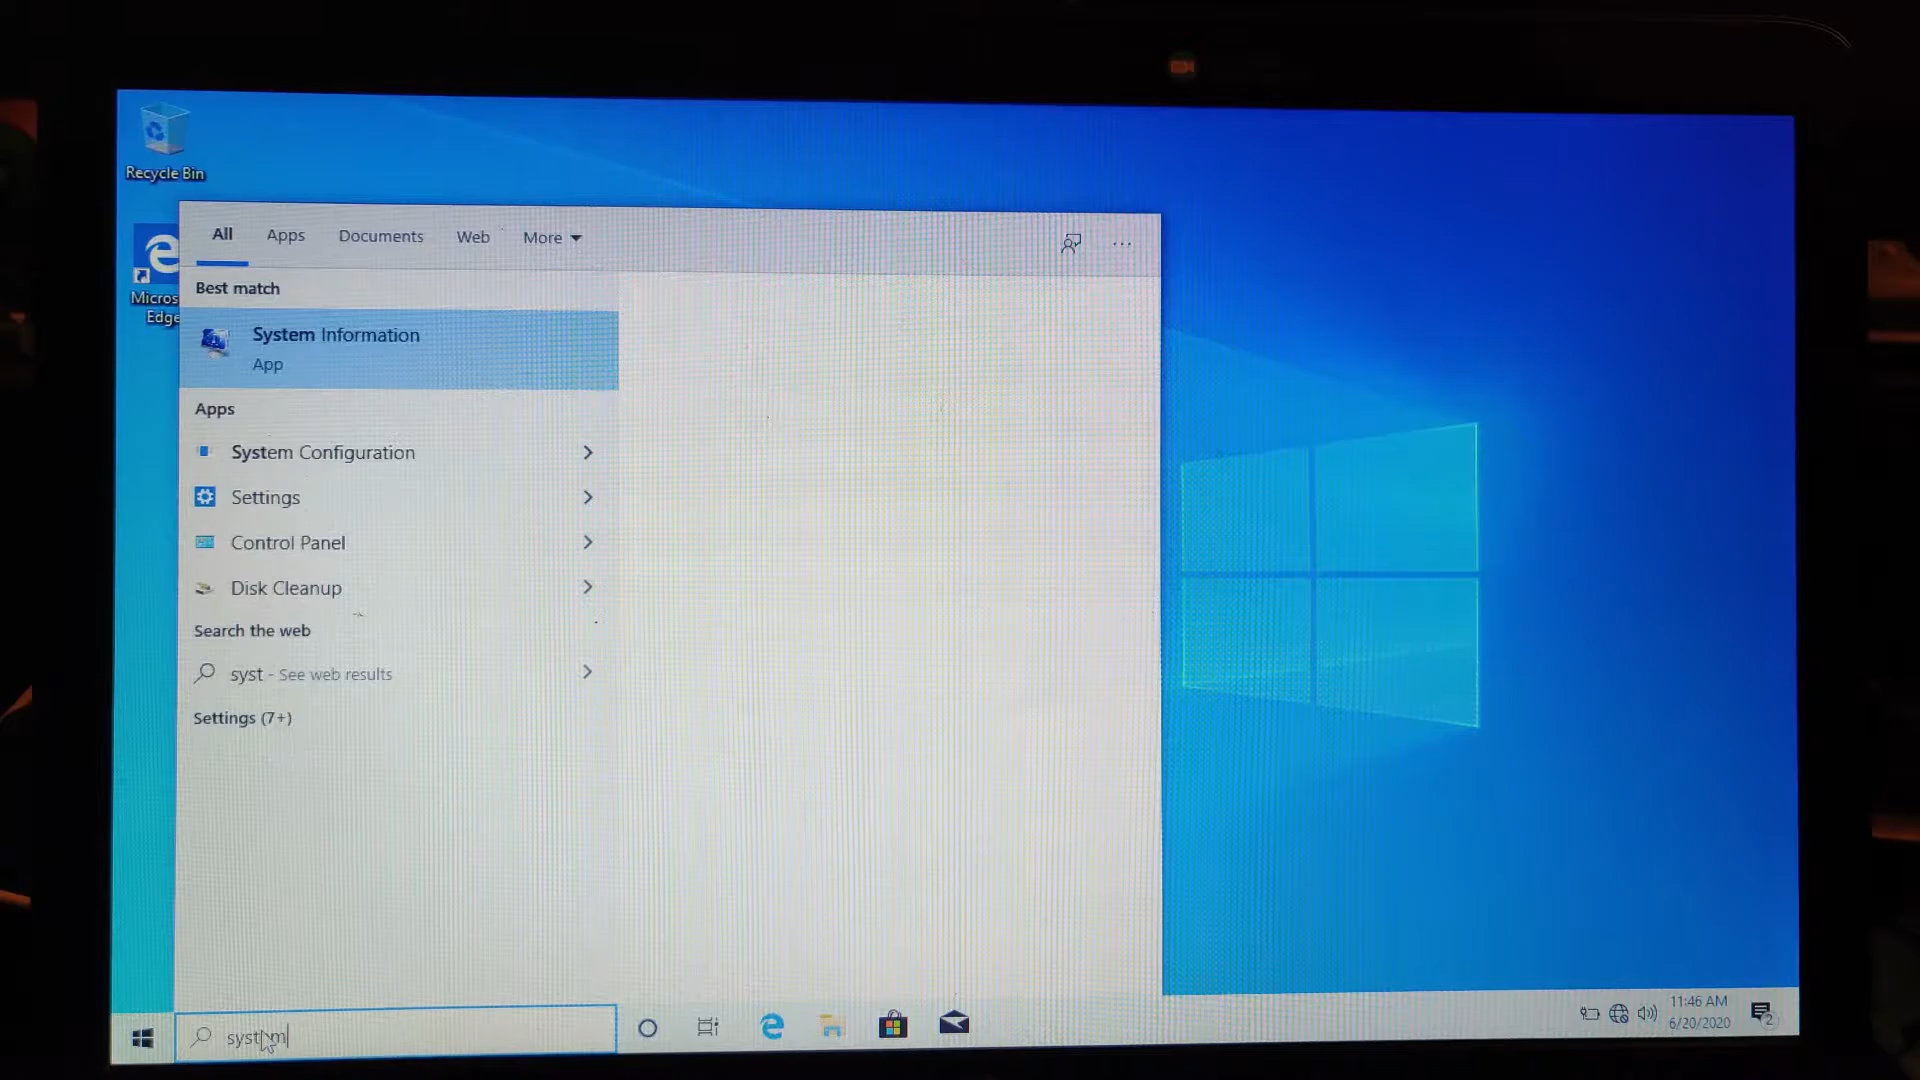 Recycle Bin
Micros
Edge
All Apps Documents Web More
Best match
System Information
App
Apps
System Configuration
Settings
Control Panel
Disk Cleanup
Search the web
syst - See web results
Settings (7+)
11:46 AM
6/20/2020
2